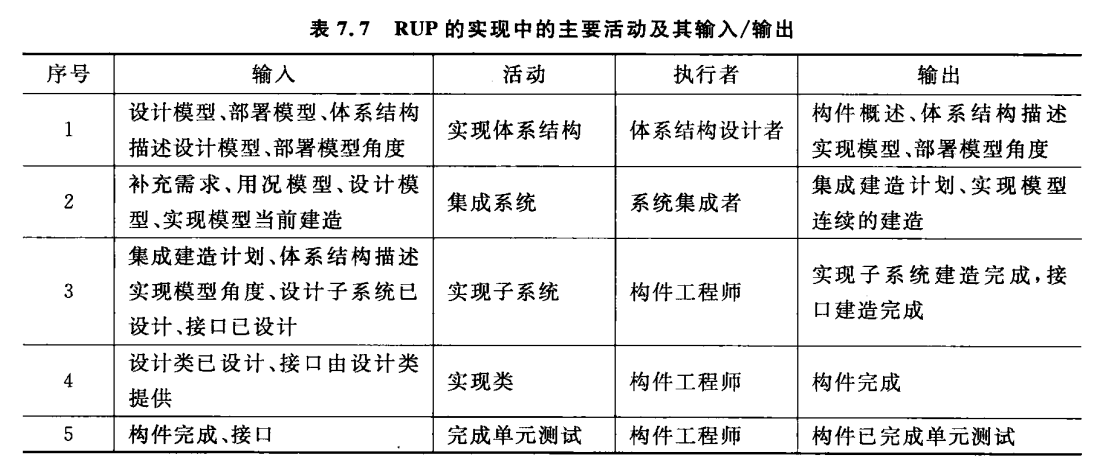 表 7.7 RUP 的实现中的主要活动及其输入/输出
序号 输入 活动 执行者 输出
1 设计模型、部署模型、体系结构描述设计模型、部署模型角度 实现体系结构 体系结构设计者 构件概述、体系结构描述实现模型、部署模型角度
2 补充需求、用况模型、设计模型、实现模型当前建造 集成系统 系统集成者 集成建造计划、实现模型连续的建造
3 集成建造计划、体系结构描述实现模型角度、设计子系统已设计、接口已设计 实现子系统 构件工程师 实现子系统建造完成,接口建造完成
4 设计类已设计、接口由设计类提供 实现类 构件工程师 构件完成
5 构件完成、接口 完成单元测试 构件工程师 构件已完成单元测试